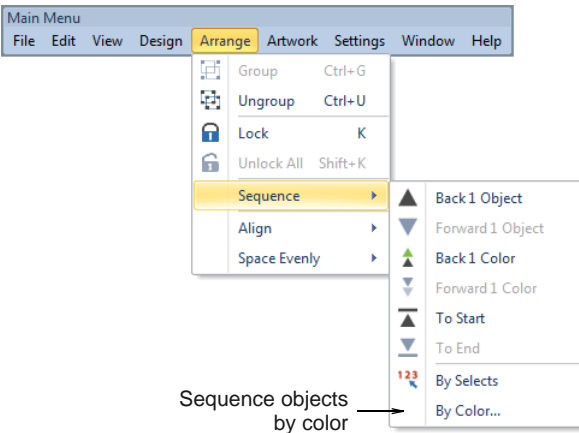 Main Menu
File Edit View Design Arrange Artwork Settings Window Help
Group Ctrl+G
Ungroup Ctrl+U
Lock K
Unlock All Shift+K
Sequence
Align
Space Evenly
Back 1 Object
Forward 1 Object
Back 1 Color
Forward 1 Color
To Start
To End
123
By Selects
By Color...
Sequence objects
by color